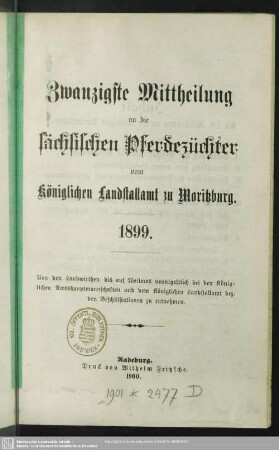 Zwanzigste Mittheilung
an die
sächsischen Pferdezüchter
vom
Königlichen Landstallamt zu Moritzburg.
1899.
Von den Landwirthen bis auf Weiteres unentgeltlich bei den König-
lichen Amtshauptmannschaften und dem Königlichen Landstallamt bez.
den Beschälstationen zu entnehmen.
Radeburg.
Druck von Wilhelm Fritzsche.
1900.
1901 * 2477 D